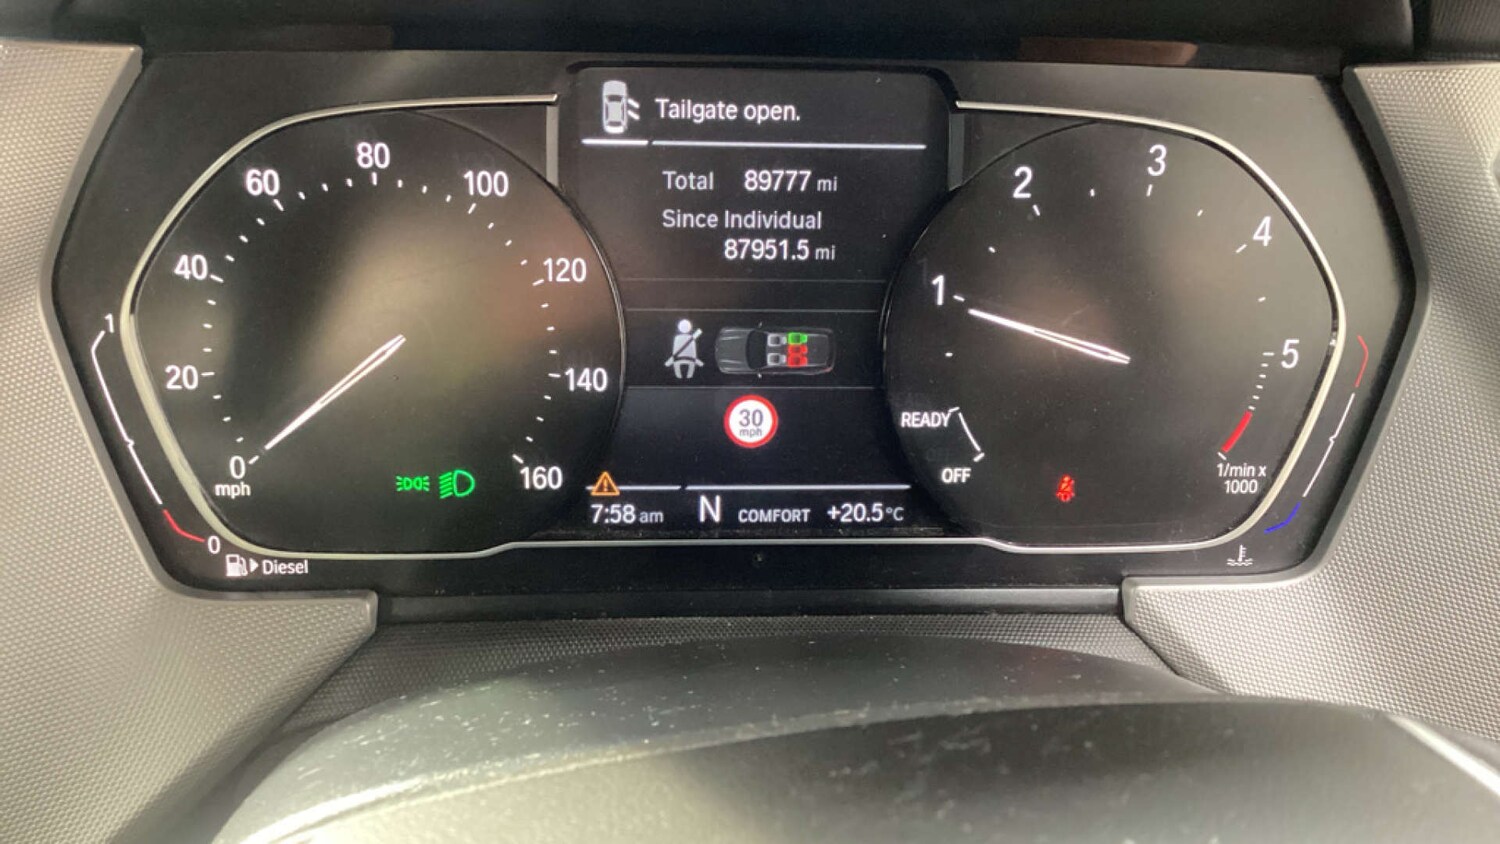 Tailgate open.
Total 89777 mi
Since Individual
87951.5 mi
30
mph
7:58 am N COMFORT +20.5°C
0
20
40
60
80
100
120
140
160
mph
1
0
Diesel
1
2
3
4
5
READY
OFF
1/min x
1000